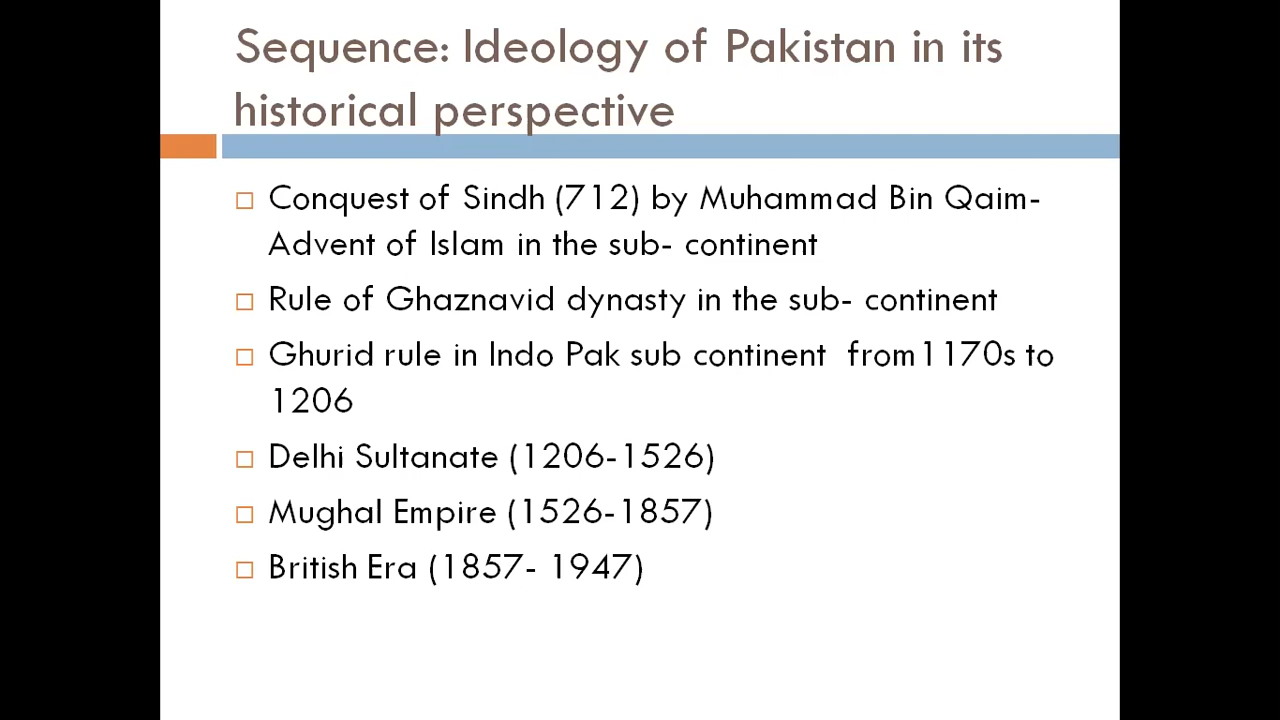 Sequence: Ideology of Pakistan in its
historical perspective
Conquest of Sindh (712) by Muhammad Bin Qaim-
Advent of Islam in the sub- continent
Rule of Ghaznavid dynasty in the sub- continent
Ghurid rule in Indo Pak sub continent  from1170s to
1206
Delhi Sultanate (1206-1526)
Mughal Empire (1526-1857)
British Era (1857- 1947)